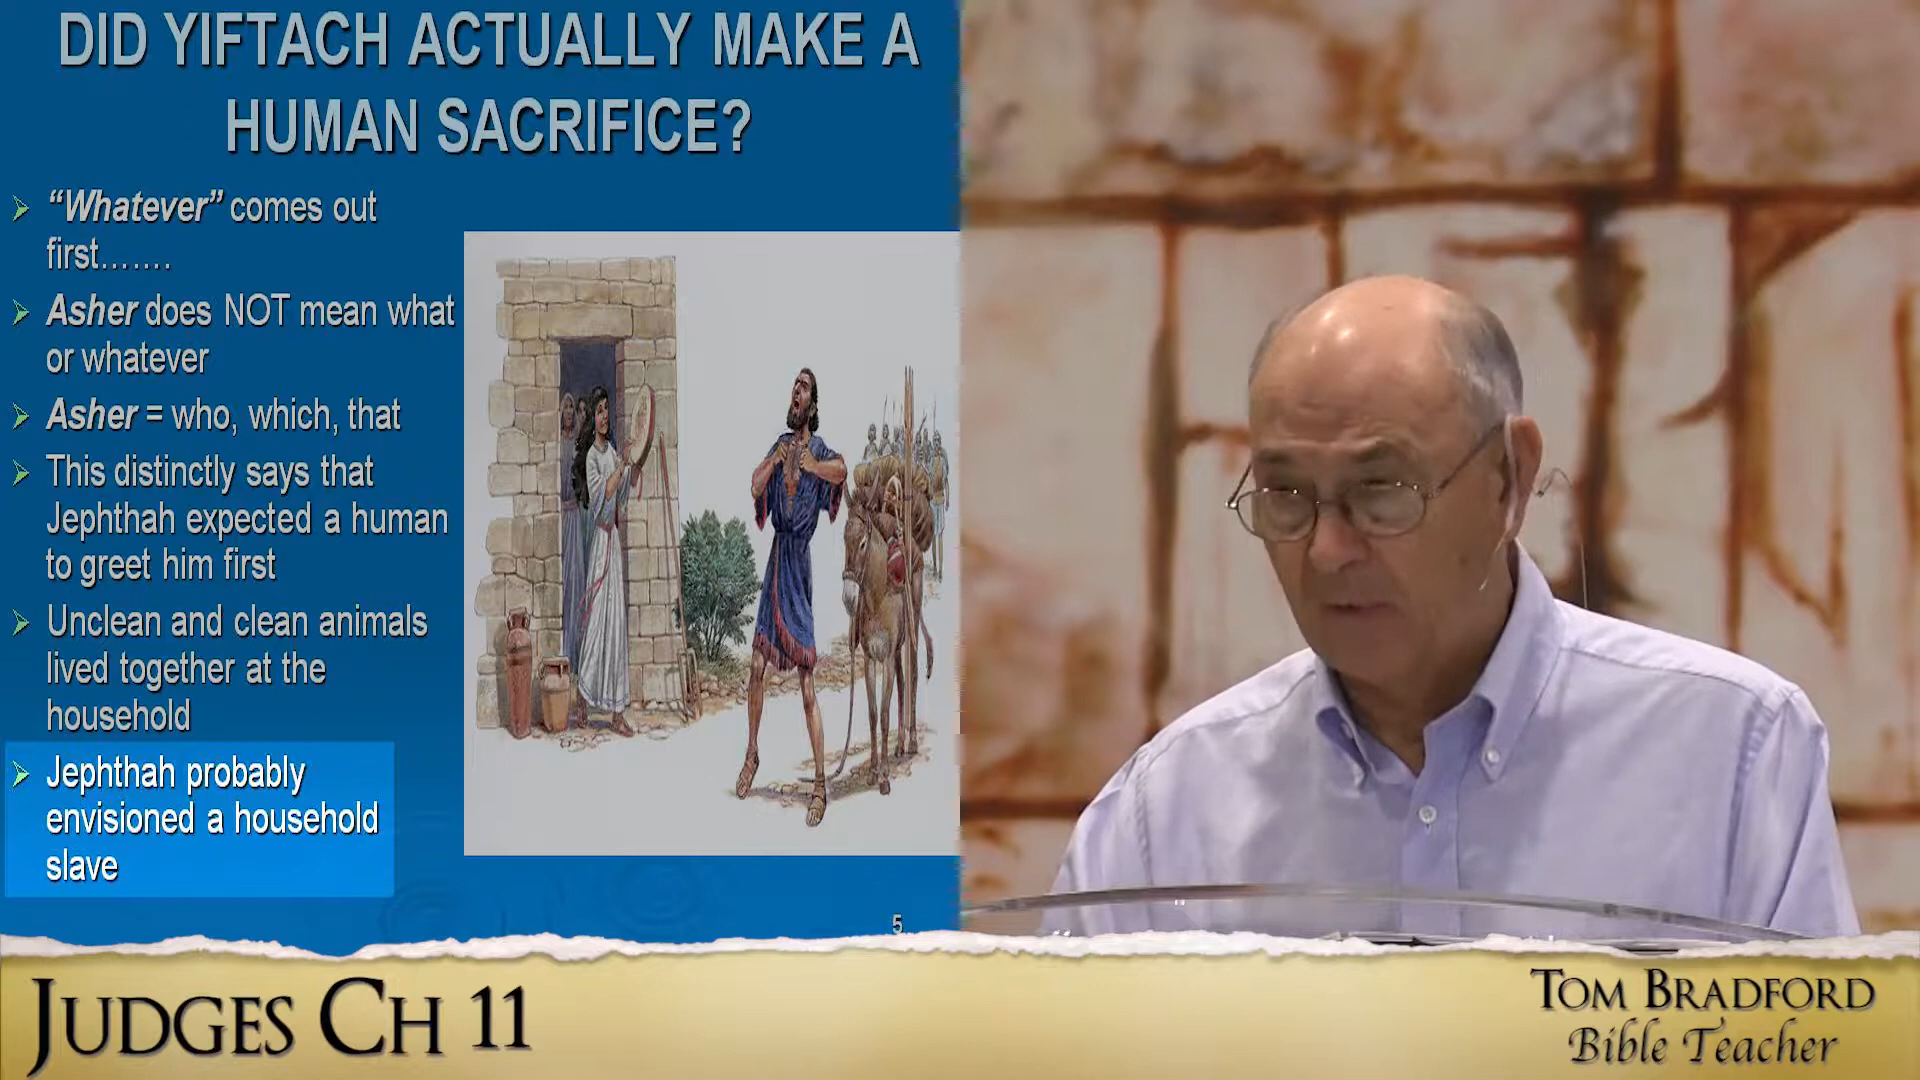 DID YIFTACH ACTUALLY MAKE A
HUMAN SACRIFICE?
“Whatever” comes out
first.......
Asher does NOT mean what
or whatever
Asher = who, which, that
This distinctly says that
Jephthah expected a human
to greet him first
Unclean and clean animals
lived together at the
household
Jephthah probably
envisioned a household
slave
5
JUDGES CH 11
TOM BRADFORD
Bible Teacher